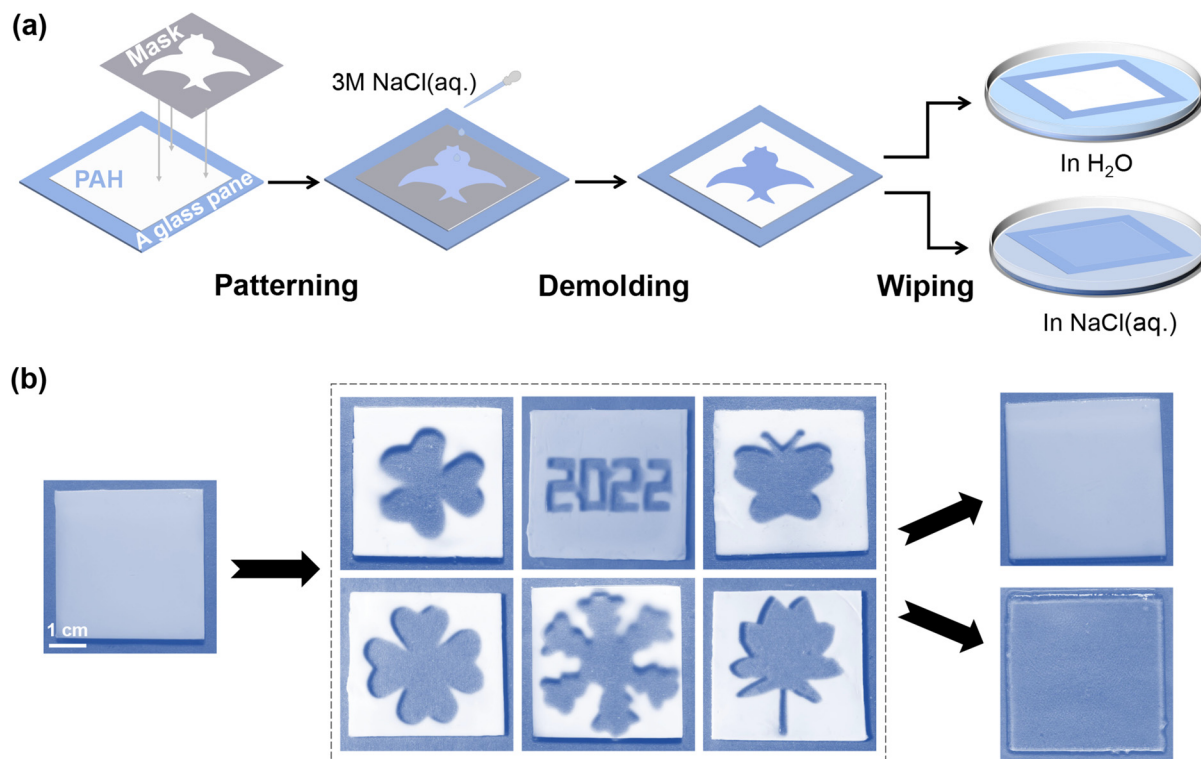 (a)
Mask
3M NaCl(aq.)
PAH
A glass pane
In H₂O
Patterning
Demolding
Wiping
In NaCl(aq.)
(b)
2022
1 cm